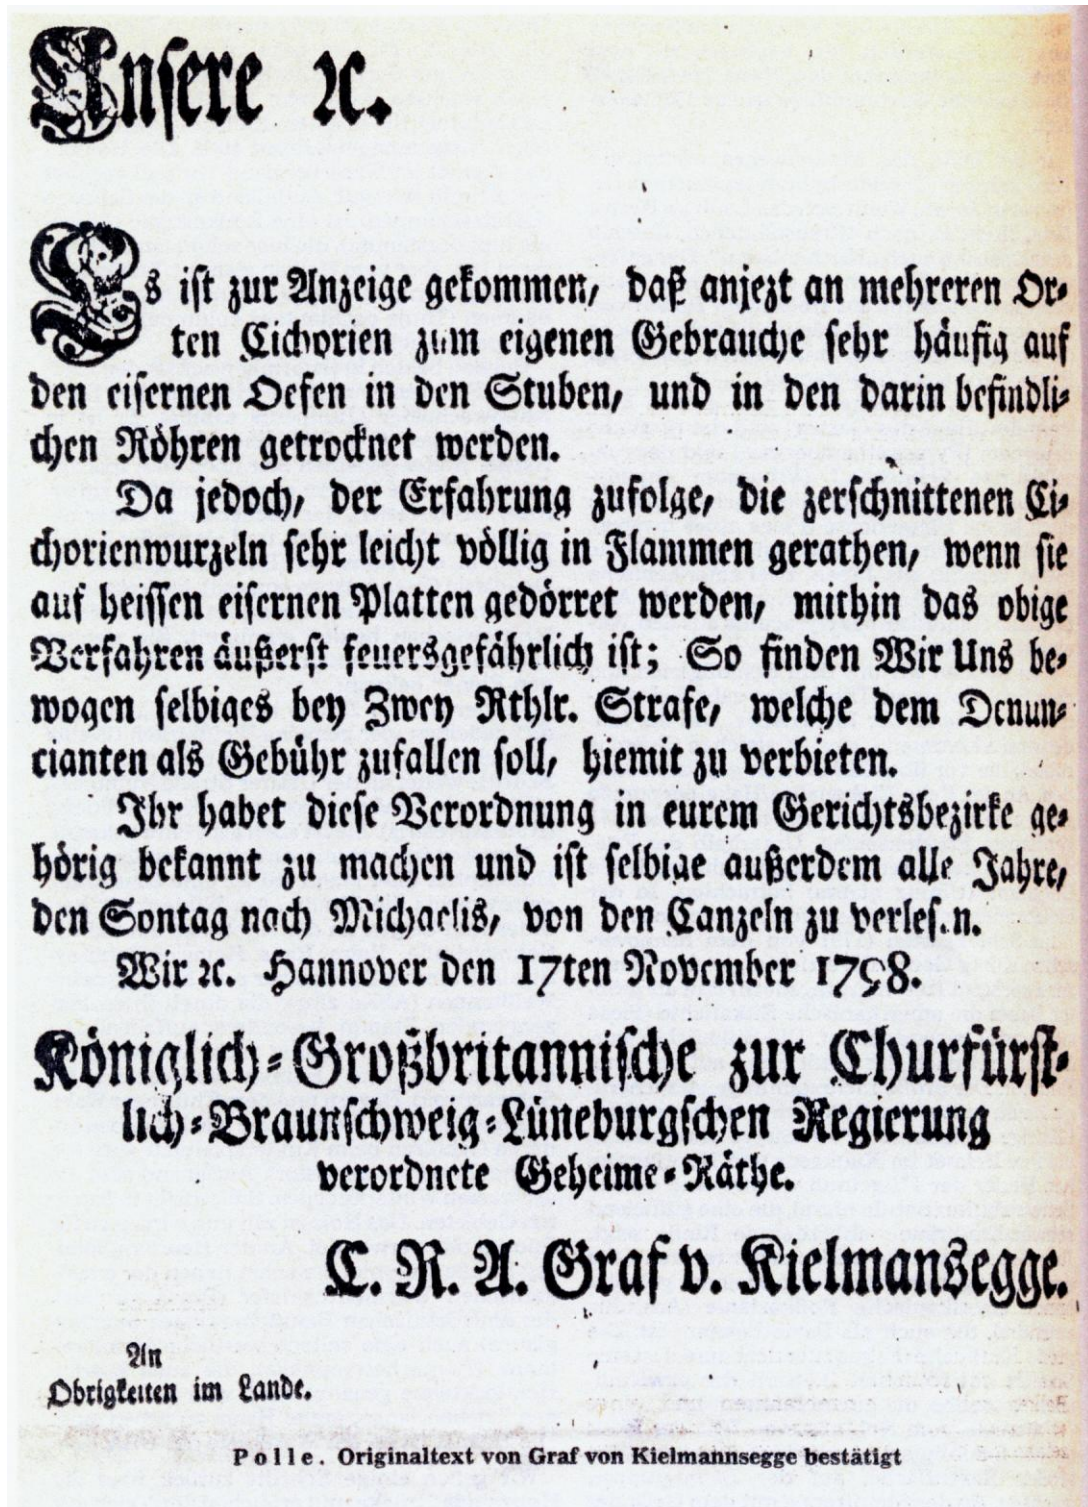 Unsere ꝛc.
Es ist zur Anzeige gekommen, daß anjezt an mehreren Or-
ten Cichorien zum eigenen Gebrauche sehr häufig auf
den eisernen Oefen in den Stuben, und in den darin befindli-
chen Röhren getrocknet werden.
Da jedoch, der Erfahrung zufolge, die zerschnittenen Ci-
chorienwurzeln sehr leicht völlig in Flammen gerathen, wenn sie
auf heissen eisernen Platten gedörret werden, mithin das obige
Verfahren äußerst feuersgefährlich ist; So finden Wir Uns be-
wogen selbiges bey Zwey Rthlr. Strafe, welche dem Denun-
cianten als Gebühr zufallen soll, hiemit zu verbieten.
Ihr habet diese Verordnung in eurem Gerichtsbezirke ge-
hörig bekannt zu machen und ist selbige außerdem alle Jahre,
den Sontag nach Michaelis, von den Canzeln zu verlesen.
Wir ꝛc. Hannover den 17ten November 1798.
Königlich-Großbritannische zur Churfürst-
lich-Braunschweig-Lüneburgschen Regierung
verordnete Geheime-Räthe.
C. R. A. Graf v. Kielmansegge.
An
Obrigkeiten im Lande.
Polle. Originaltext von Graf von Kielmannsegge bestätigt